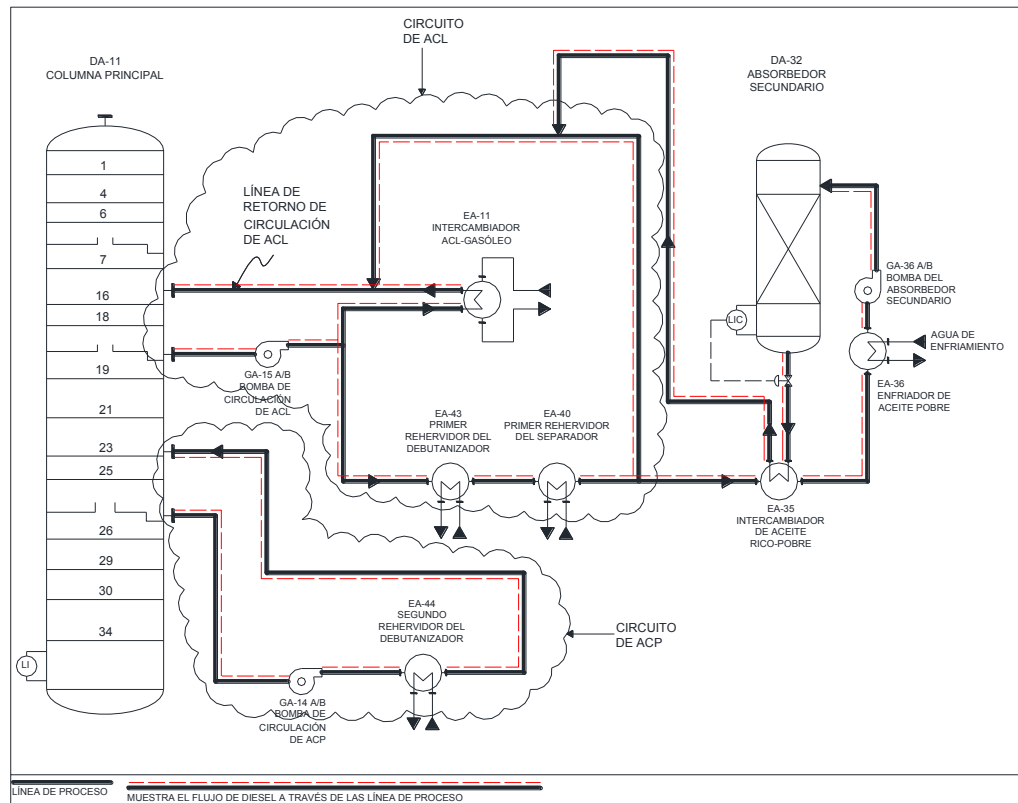 CIRCUITO
DE ACL
DA-11
COLUMNA PRINCIPAL
DA-32
ABSORBEDOR
SECUNDARIO
1
4
6
7
16
18
19
21
23
25
26
29
30
34
LI
LÍNEA DE
RETORNO DE
CIRCULACIÓN
DE ACL
EA-11
INTERCAMBIADOR
ACL-GASÓLEO
GA-15 A/B
BOMBA DE
CIRCULACIÓN
DE ACL
EA-43
PRIMER
REHERVIDOR DEL
DEBUTANIZADOR
EA-40
PRIMER REHERVIDOR
DEL SEPARADOR
LIC
GA-36 A/B
BOMBA DEL
ABSORBEDOR
SECUNDARIO
AGUA DE
ENFRIAMIENTO
EA-36
ENFRIADOR DE
ACEITE POBRE
EA-35
INTERCAMBIADOR
DE ACEITE
RICO-POBRE
EA-44
SEGUNDO
REHERVIDOR DEL
DEBUTANIZADOR
CIRCUITO
DE ACP
GA-14 A/B
BOMBA DE
CIRCULACIÓN
DE ACP
LÍNEA DE PROCESO
MUESTRA EL FLUJO DE DIESEL A TRAVÉS DE LAS LÍNEA DE PROCESO